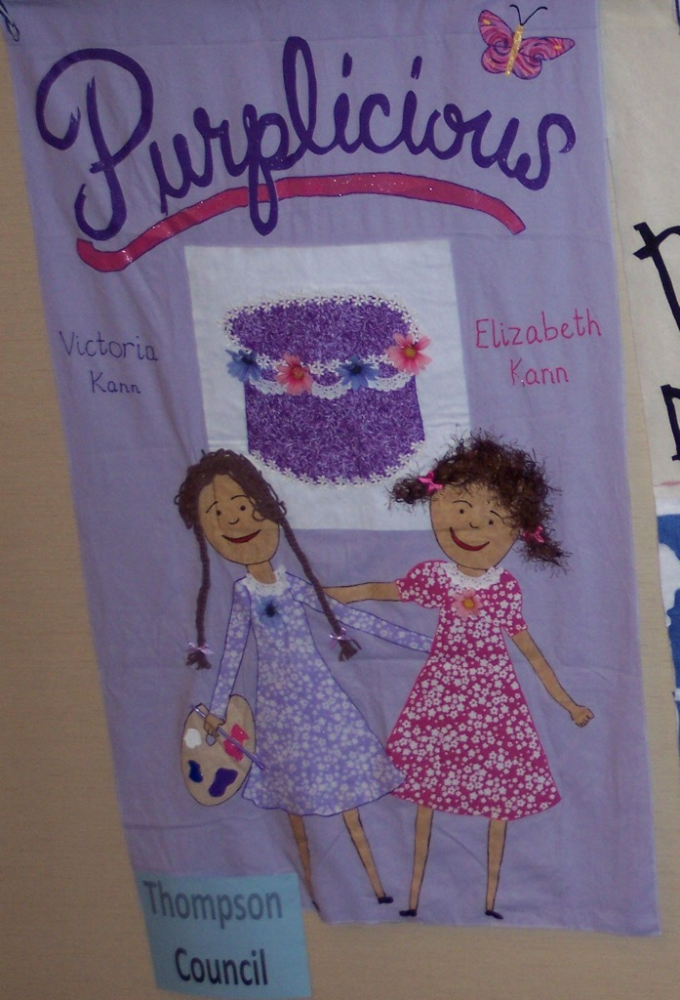 Purplicious
Victoria
Kann
Elizabeth
Kann
Thompson
Council